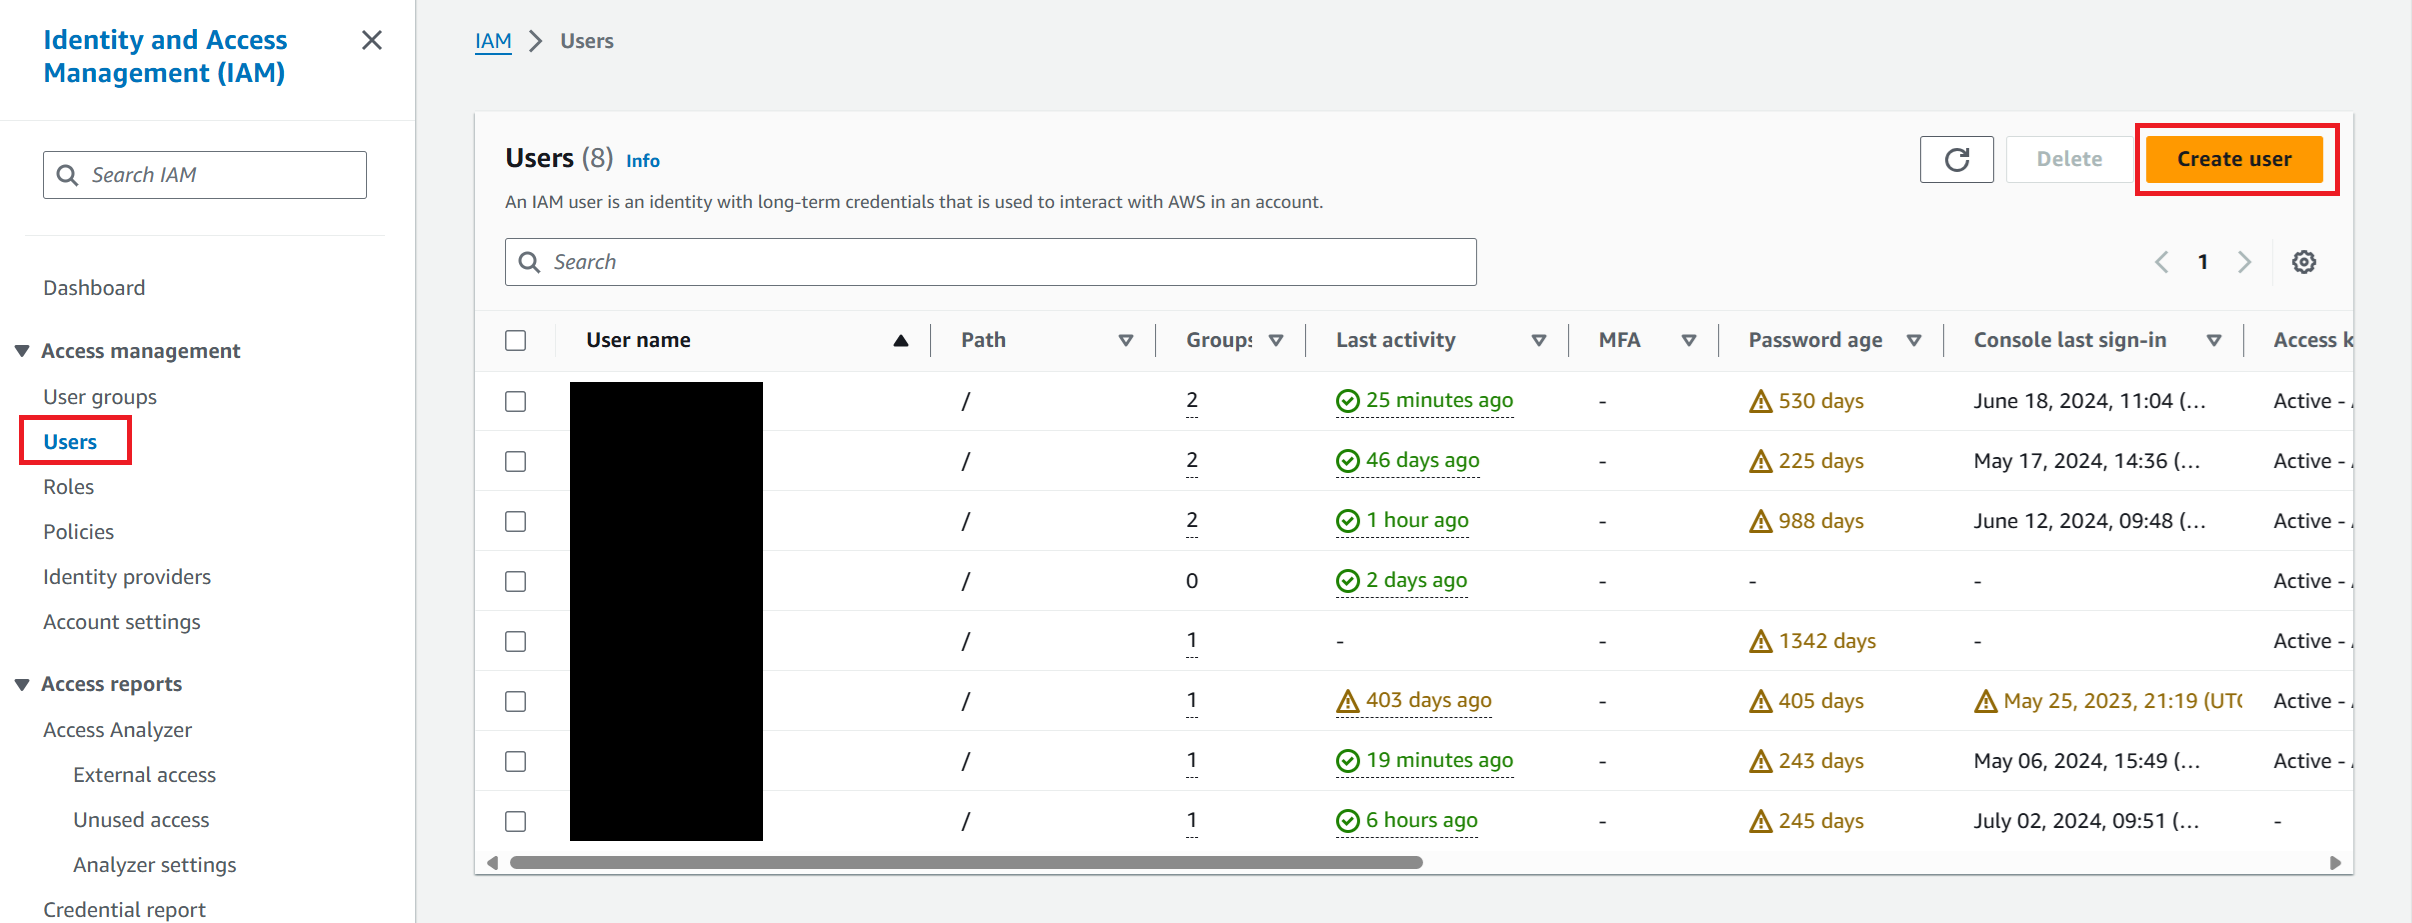 Identity and Access
Management (IAM)
Search IAM
Dashboard
Access management
User groups
Users
Roles
Policies
Identity providers
Account settings
Access reports
Access Analyzer
External access
Unused access
Analyzer settings
Credential report
IAM > Users
Users (8) Info
Delete
Create user
An IAM user is an identity with long-term credentials that is used to interact with AWS in an account.
Search
1
User name Path Groups Last activity MFA Password age Console last sign-in Access k
/ 2 25 minutes ago - 530 days June 18, 2024, 11:04 (... Active -
/ 2 46 days ago - 225 days May 17, 2024, 14:36 (... Active -
/ 2 1 hour ago - 988 days June 12, 2024, 09:48 (... Active -
/ 0 2 days ago - - - Active -
/ 1 - - 1342 days - Active -
/ 1 403 days ago - 405 days May 25, 2023, 21:19 (UTC Active -
/ 1 19 minutes ago - 243 days May 06, 2024, 15:49 (... Active -
/ 1 6 hours ago - 245 days July 02, 2024, 09:51 (... -